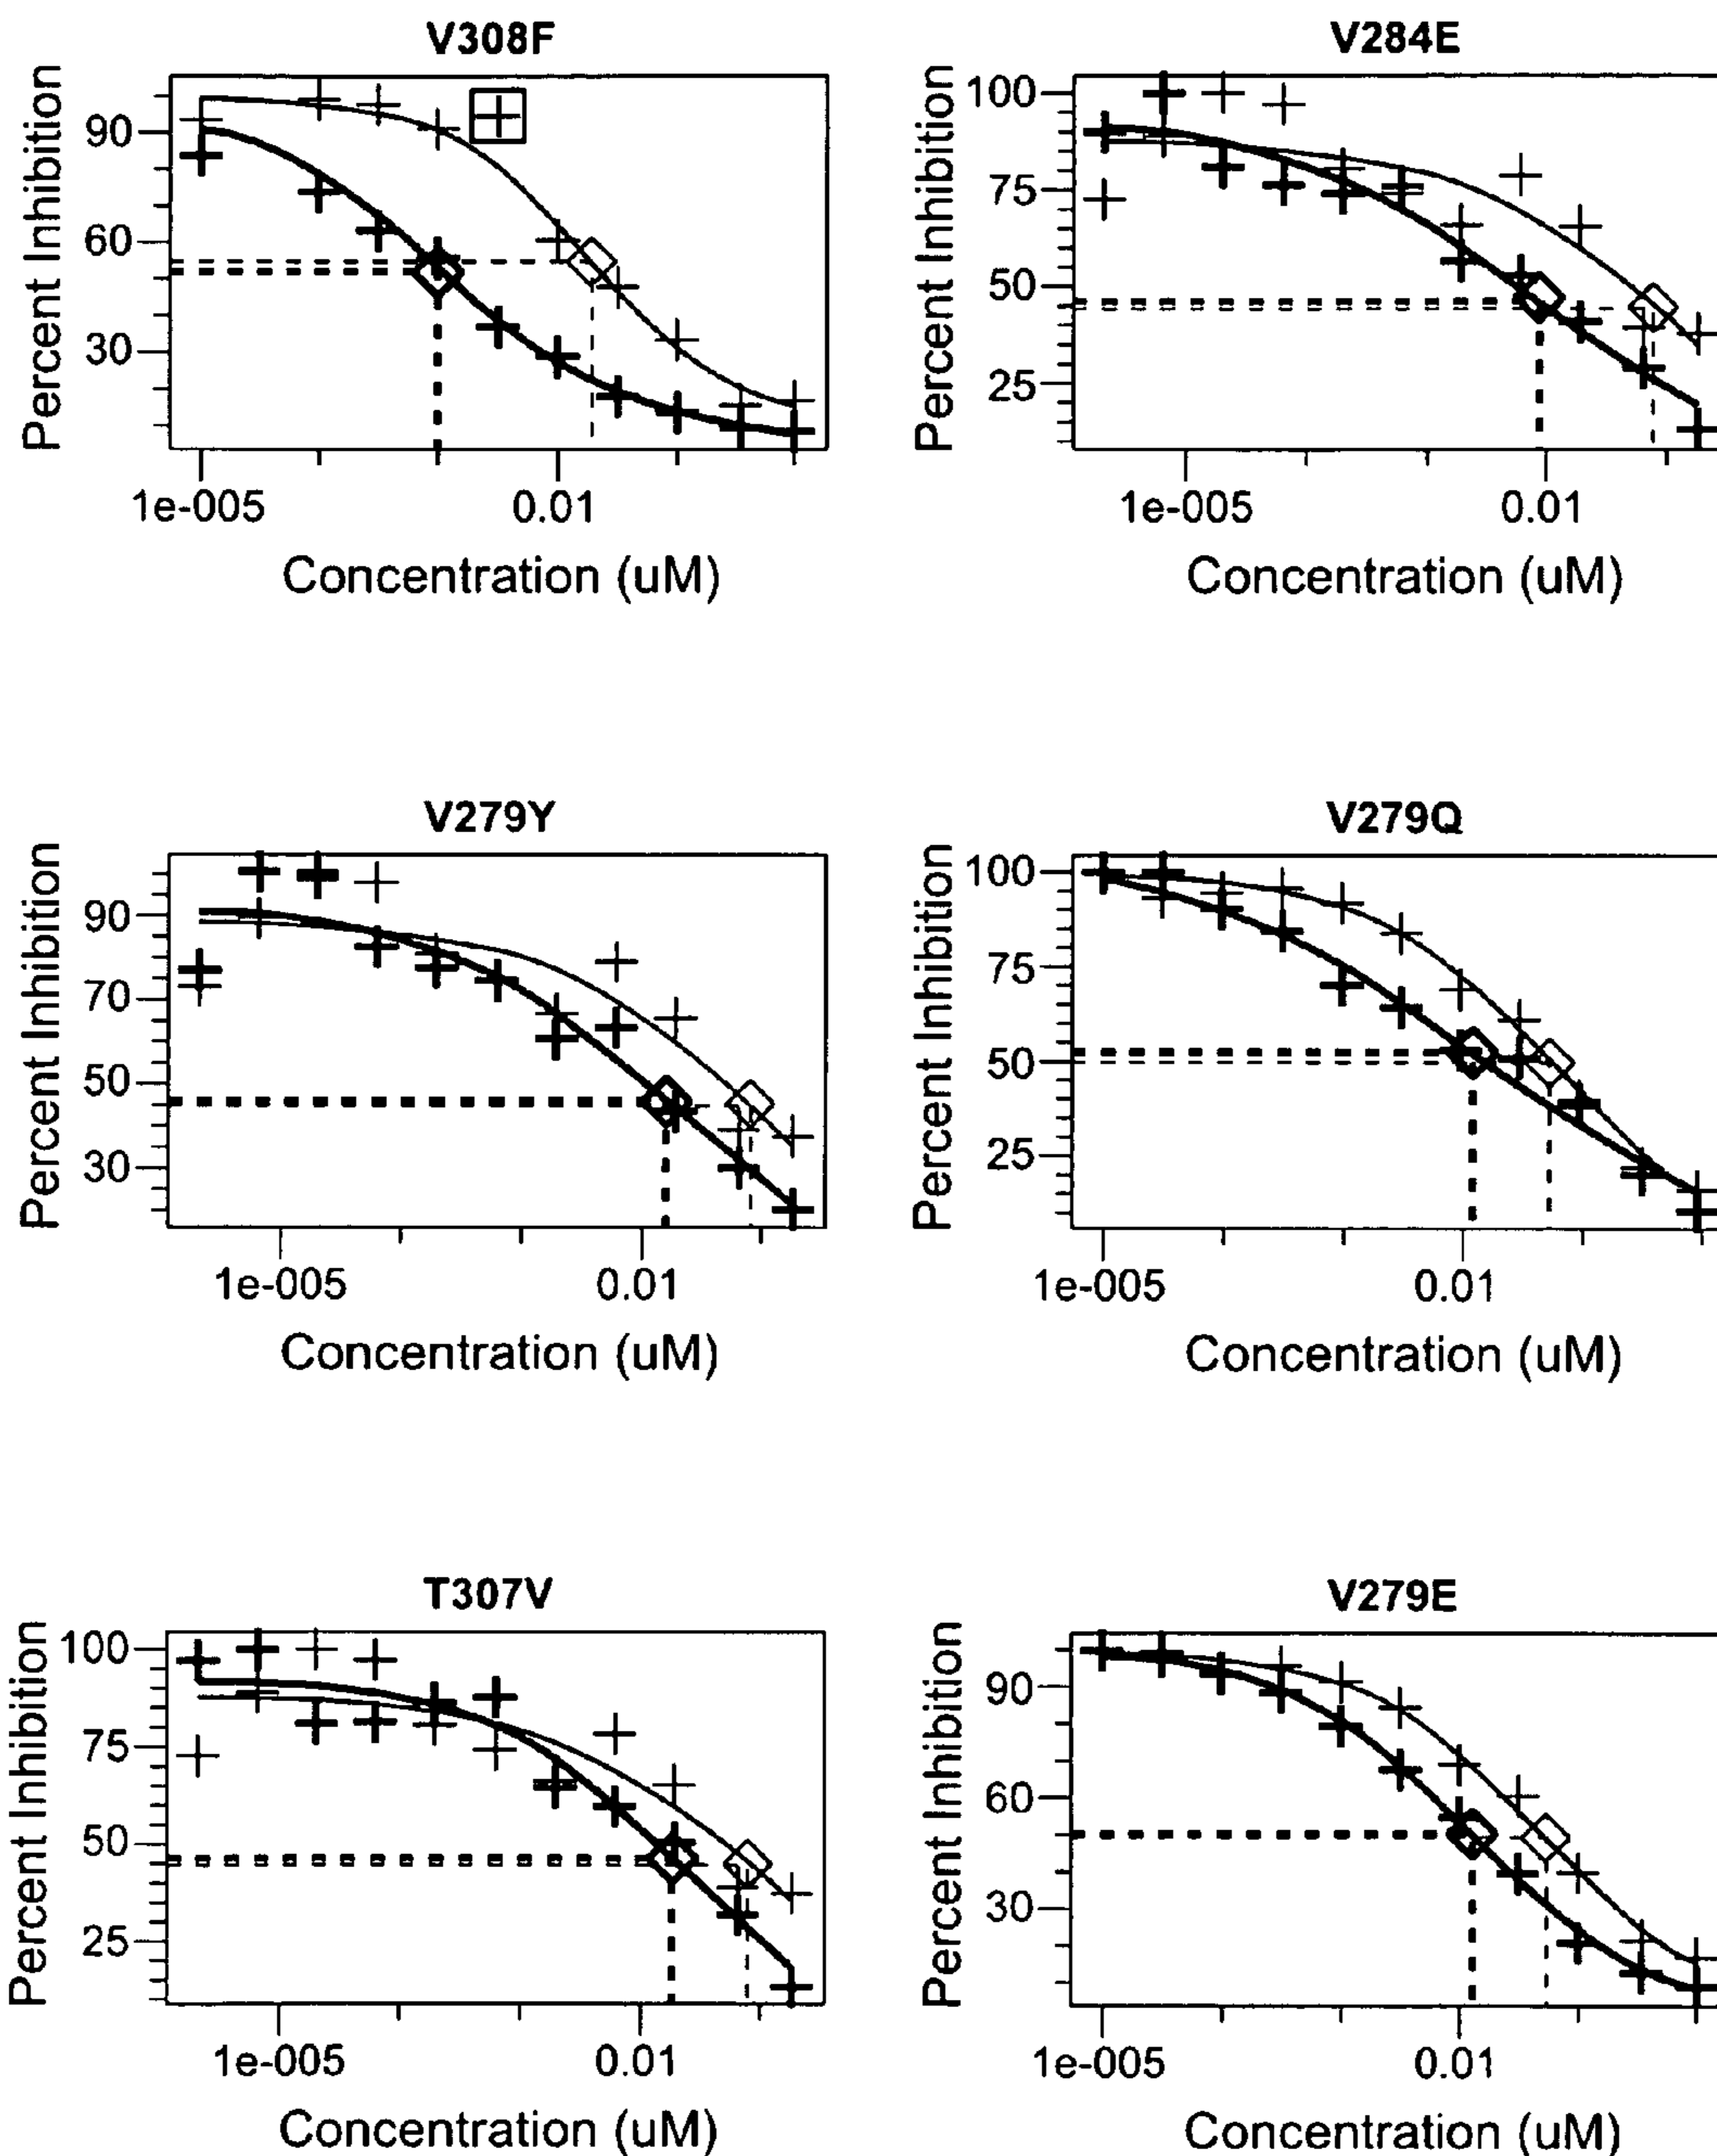 V308F
Percent Inhibition
90
60
30
1e-005
0.01
Concentration (uM)
V284E
Percent Inhibition
100
75
50
25
1e-005
0.01
Concentration (uM)
V279Y
Percent Inhibition
90
70
50
30
1e-005
0.01
Concentration (uM)
V279Q
Percent Inhibition
100
75
50
25
1e-005
0.01
Concentration (uM)
T307V
Percent Inhibition
100
75
50
25
1e-005
0.01
Concentration (uM)
V279E
Percent Inhibition
90
60
30
1e-005
0.01
Concentration (uM)